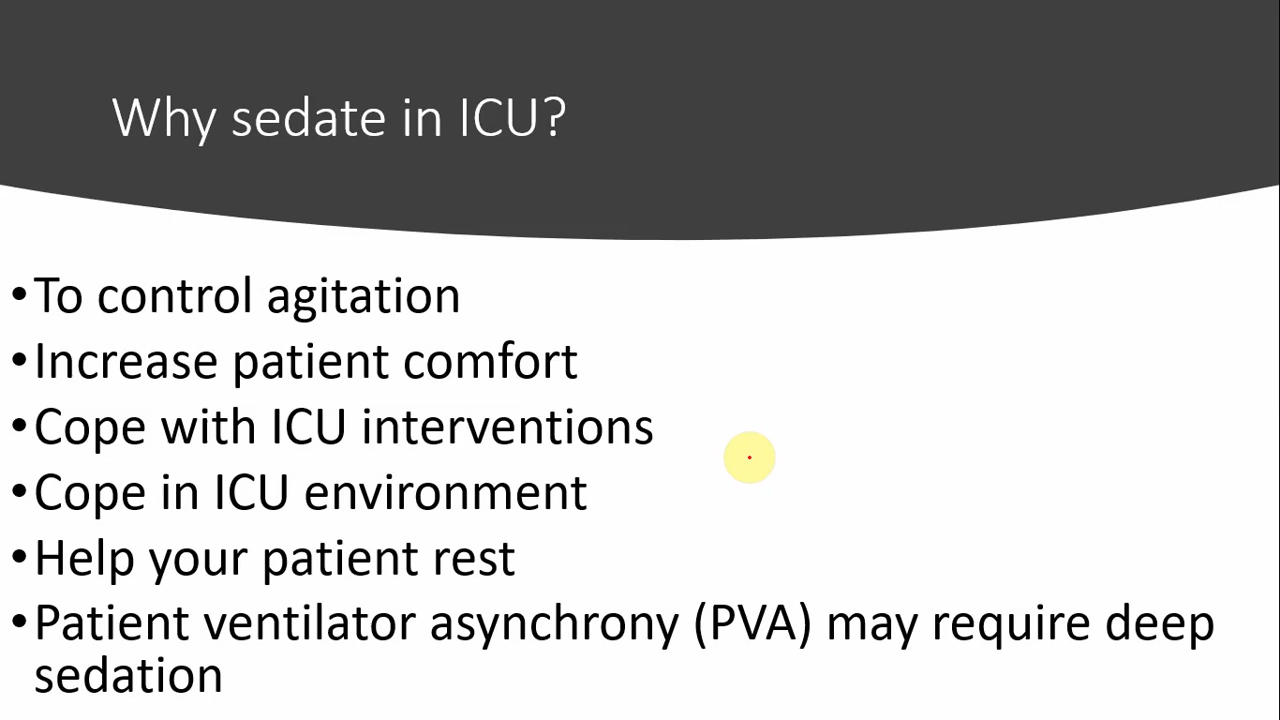 Why sedate in ICU?
•To control agitation
•Increase patient comfort
•Cope with ICU interventions
•Cope in ICU environment
•Help your patient rest
•Patient ventilator asynchrony (PVA) may require deep
sedation